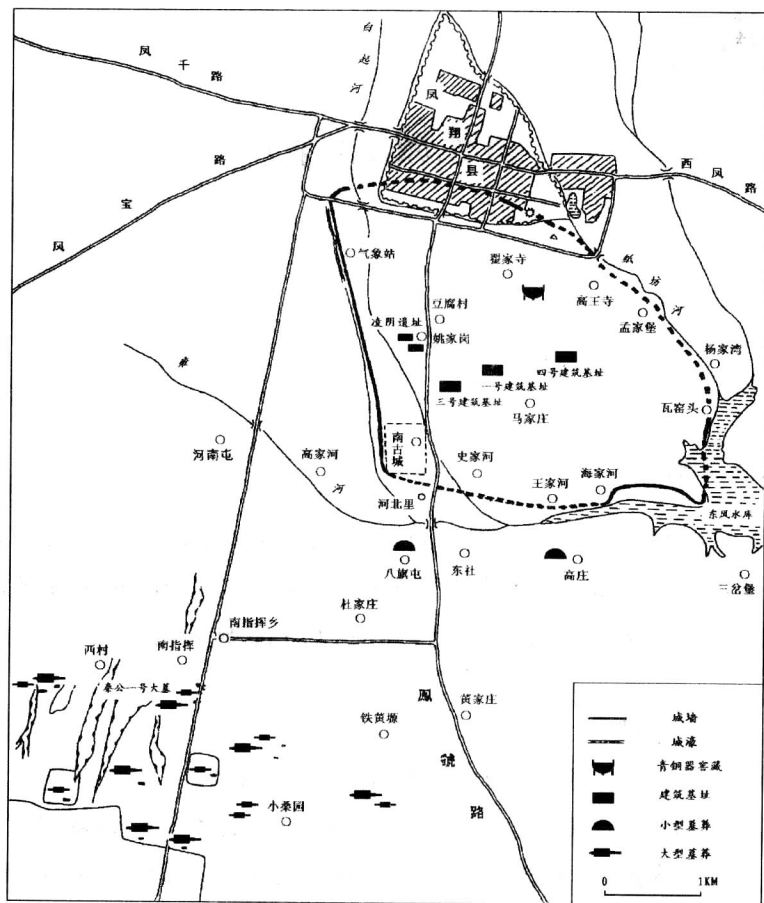 白起河
凤千路
凤翔县
西凤路
凤宝路
气象站
翟家寺
纸坊河
高王寺
孟家堡
豆腐村
凌阴遗址
姚家岗
杨家湾
四号建筑基址
一号建筑基址
三号建筑基址
马家庄
瓦窑头
雍河
南古城
河南屯
高家河
史家河
王家河
海家河
河北里
东风水库
八旗屯
东社
高庄
三岔堡
杜家庄
南指挥乡
西村
南指挥
秦公一号大墓
鳳號路
黄家庄
铁黄塬
小桑园
城墙
城濠
青铜器窖藏
建筑基址
小型墓葬
大型墓葬
0 1KM